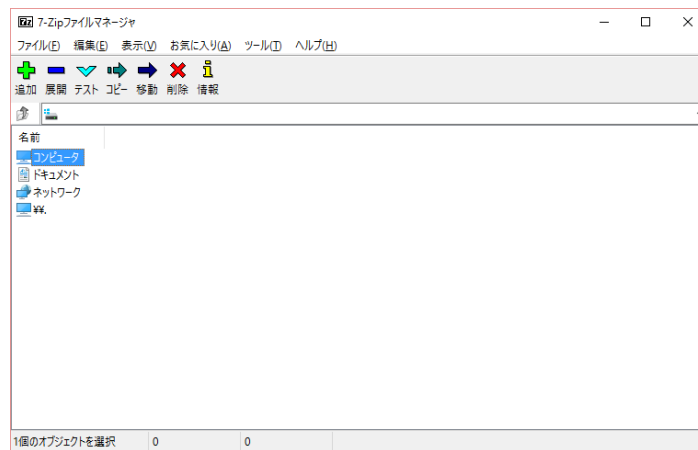 7z 7-Zipファイルマネージャ
ファイル(F) 編集(E) 表示(V) お気に入り(A) ツール(T) ヘルプ(H)
追加 展開 テスト コピー 移動 削除 情報
名前
コンピュータ
ドキュメント
ネットワーク
¥¥.
1個のオブジェクトを選択 0 0